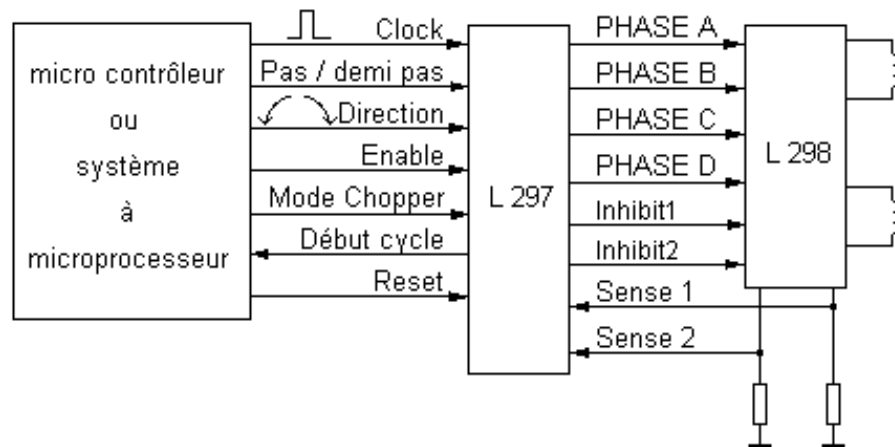 micro contrôleur
ou
système
à
microprocesseur
Clock
Pas / demi pas
Direction
Enable
Mode Chopper
Début cycle
Reset
L 297
PHASE A
PHASE B
PHASE C
PHASE D
Inhibit1
Inhibit2
Sense 1
Sense 2
L 298